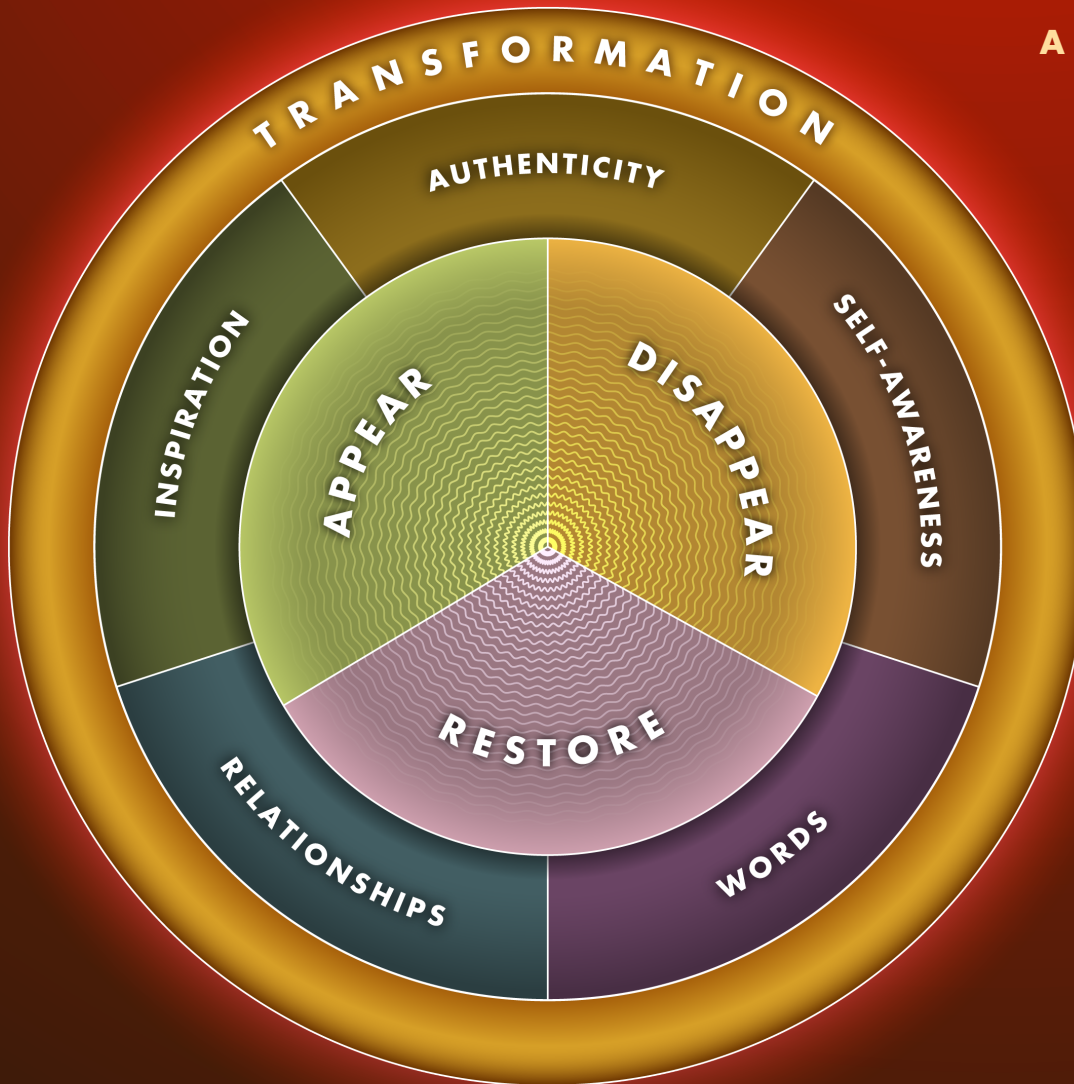 A
TRANSFORMATION
AUTHENTICITY
INSPIRATION
SELF-AWARENESS
APPEAR
DISAPPEAR
RESTORE
RELATIONSHIPS
WORDS